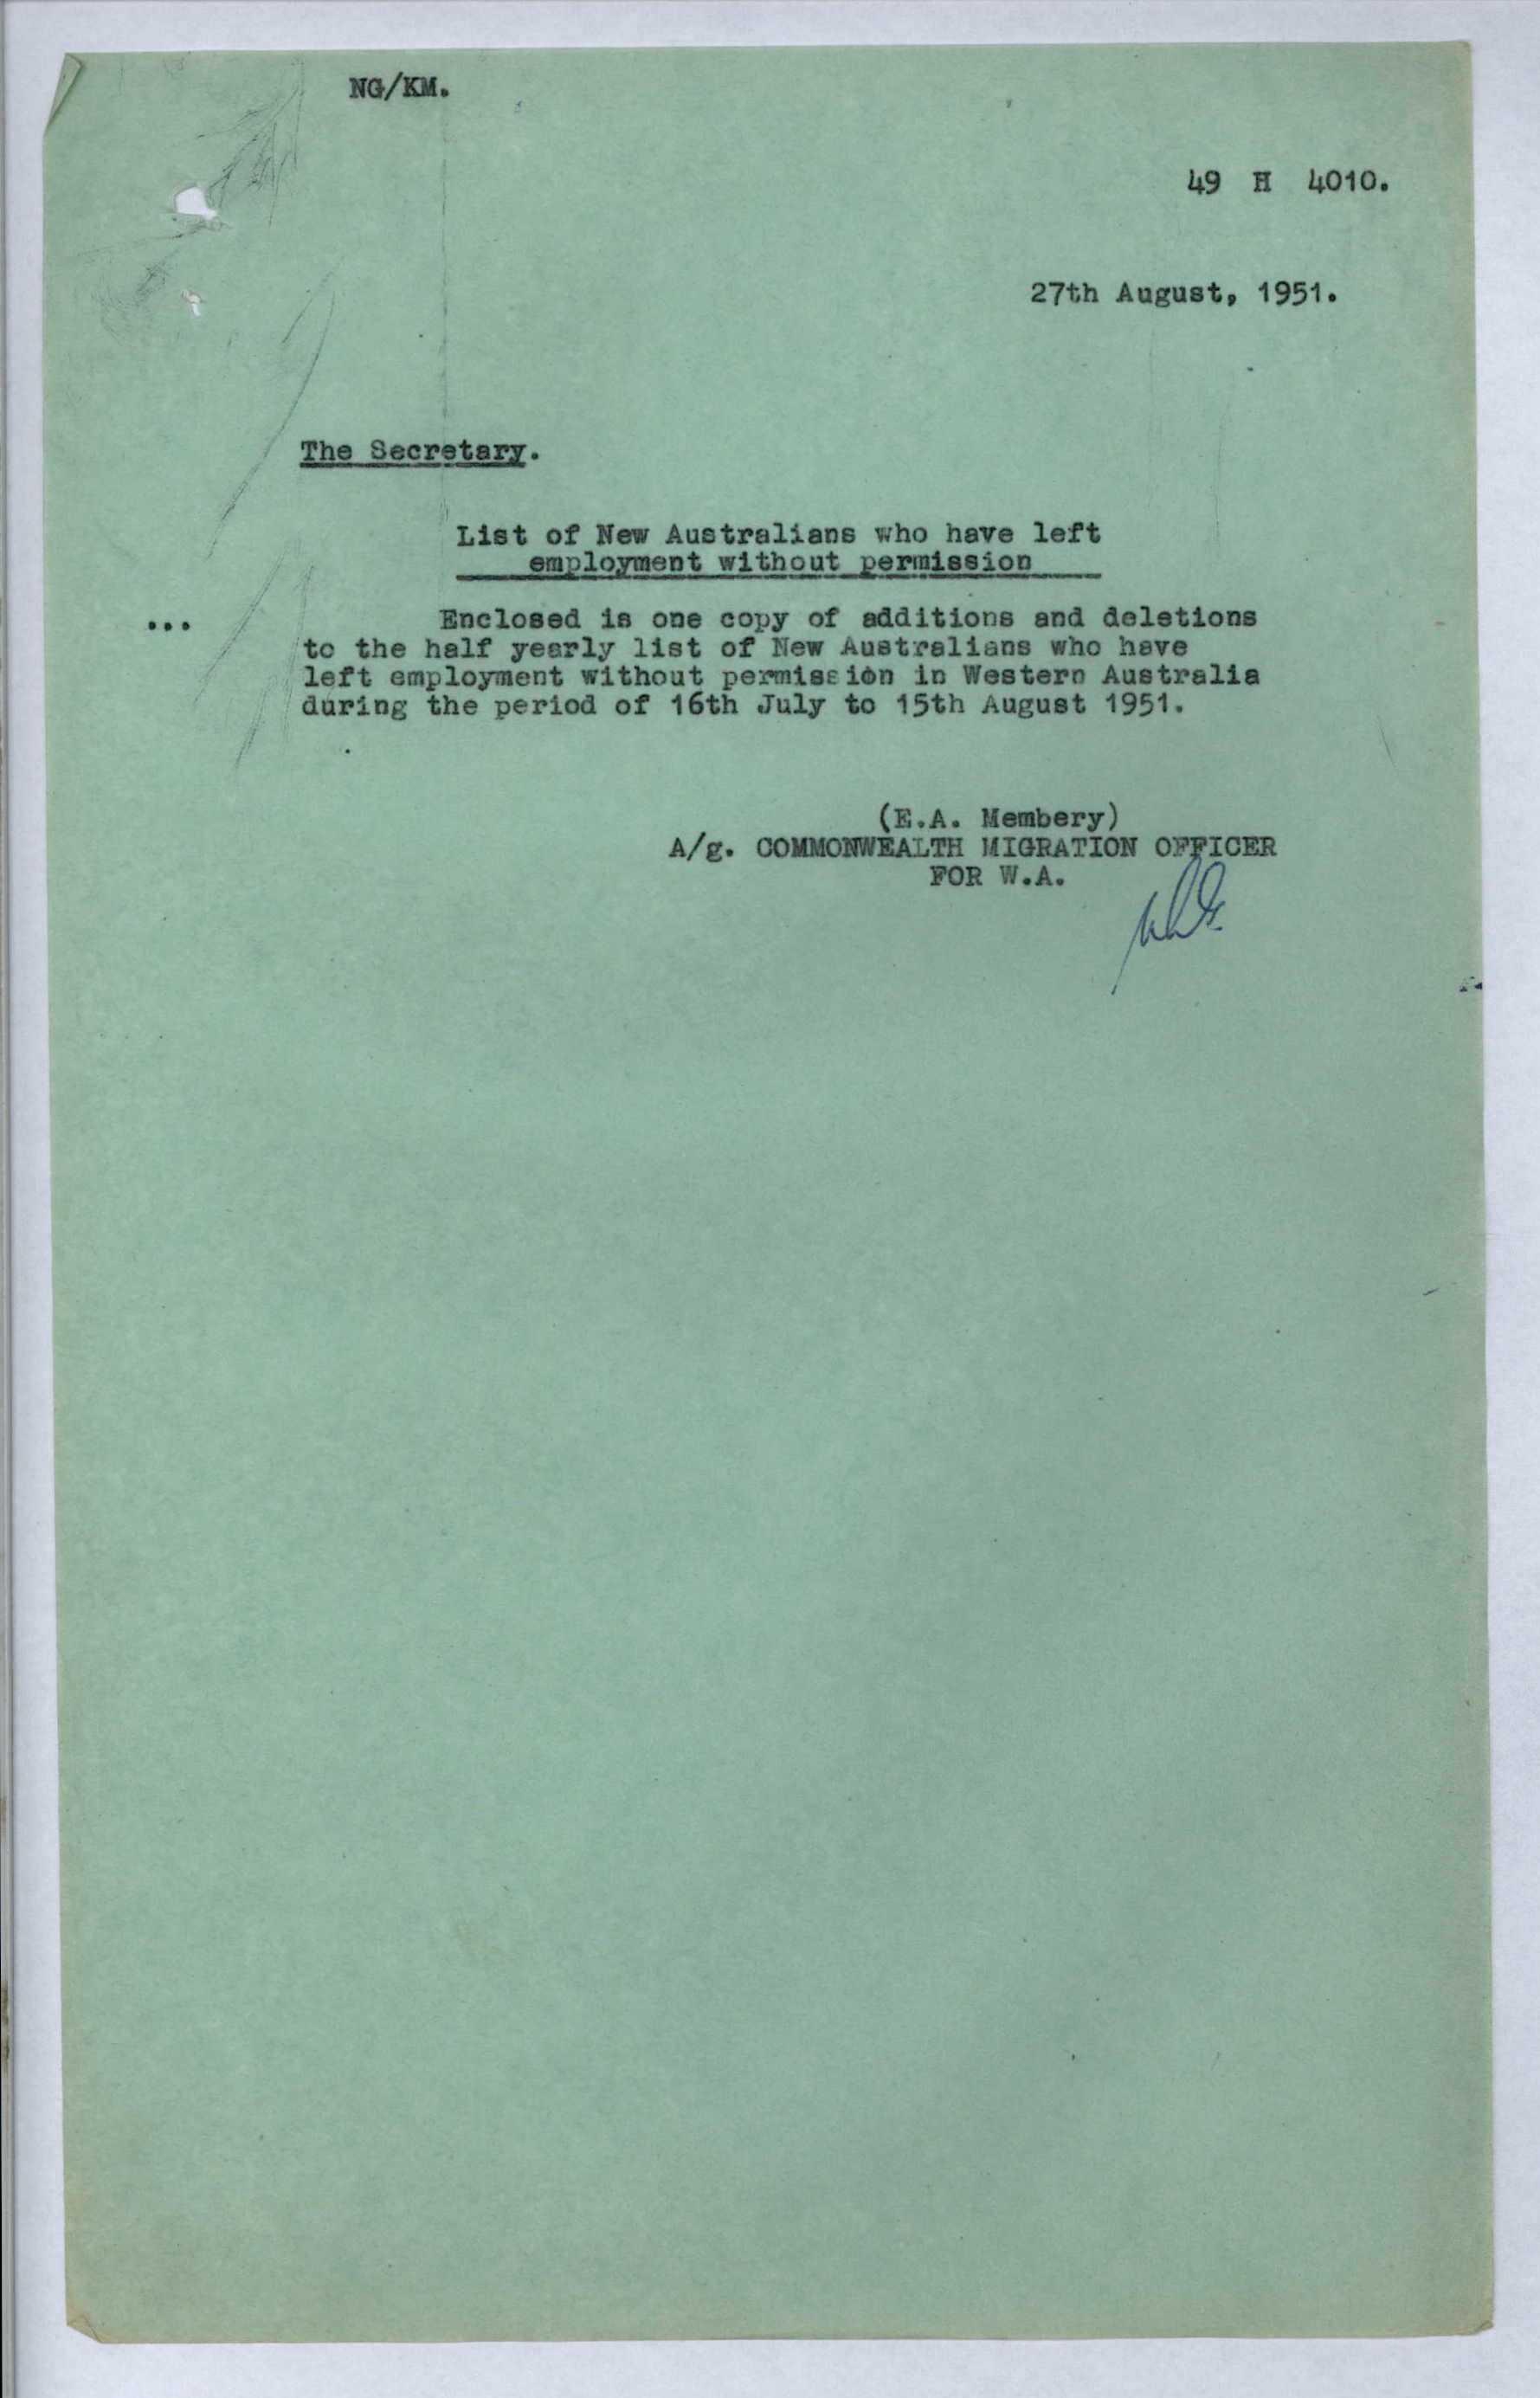 NG/KM.
49 H 4010.
27th August, 1951.
The Secretary.
List of New Australians who have left
employment without permission
... Enclosed is one copy of additions and deletions
to the half yearly list of New Australians who have
left employment without permission in Western Australia
during the period of 16th July to 15th August 1951.
(E.A. Membery)
A/g. COMMONWEALTH MIGRATION OFFICER
FOR W.A.